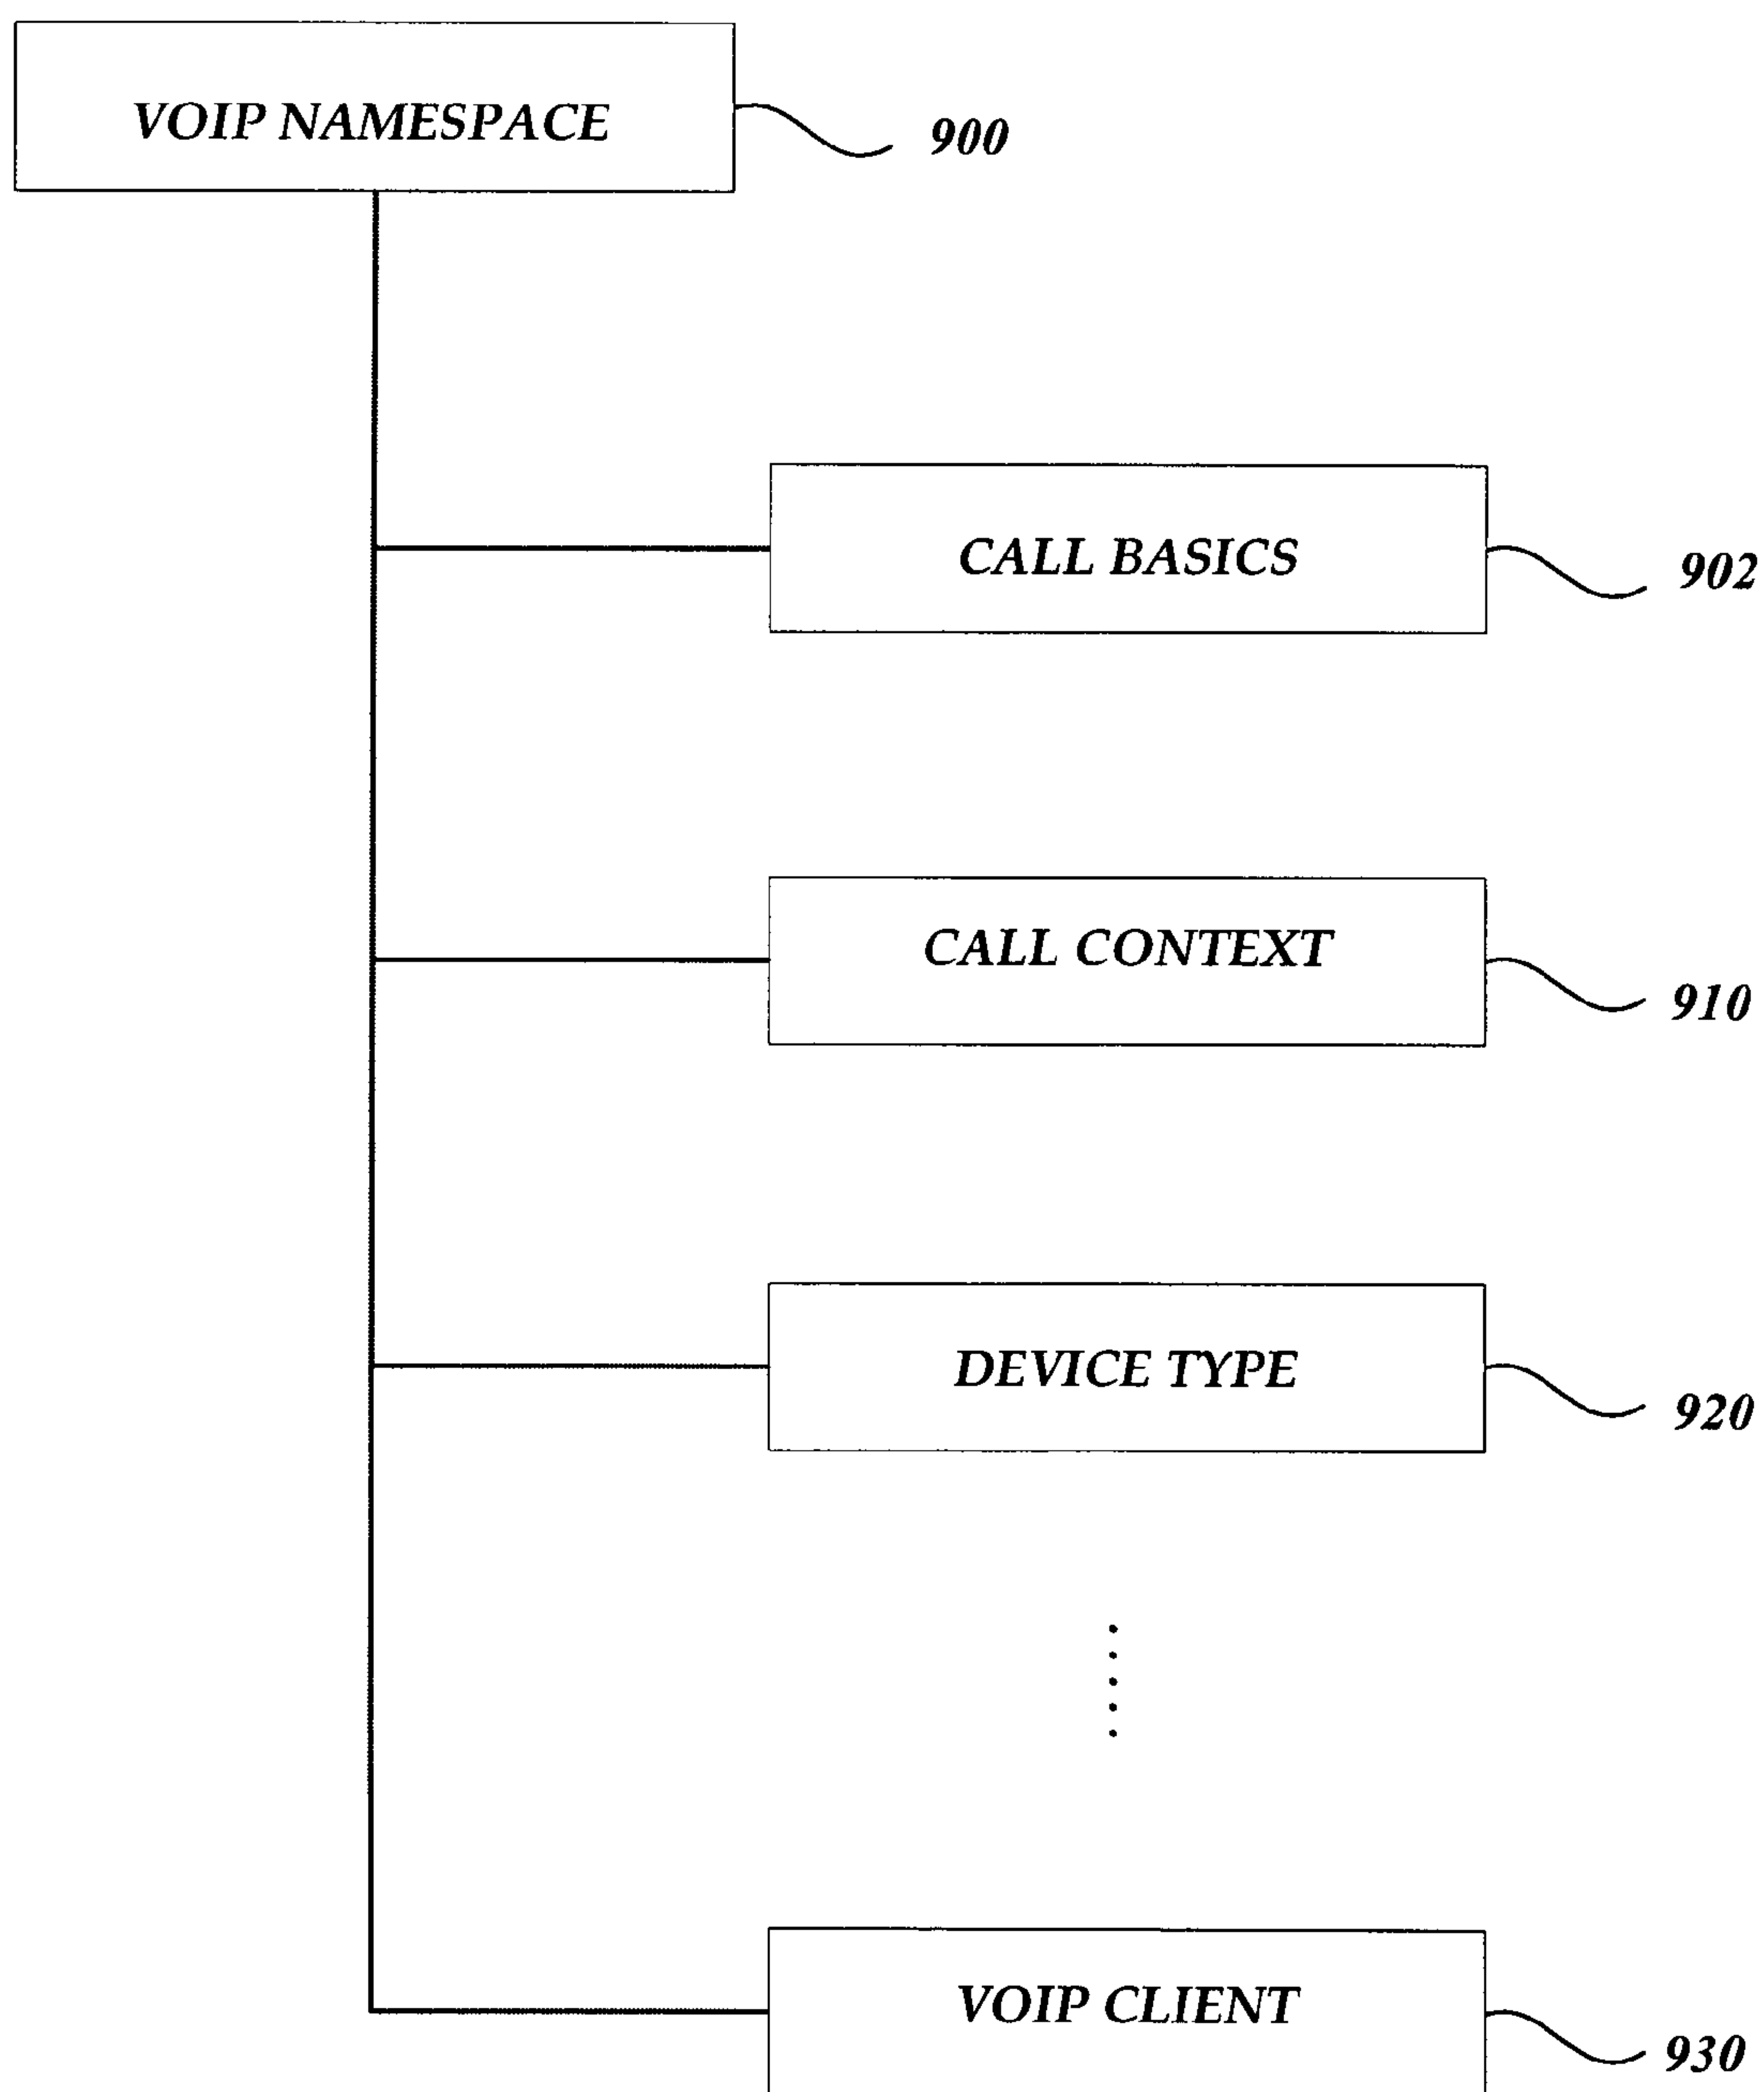 VOIP NAMESPACE
900
CALL BASICS
902
CALL CONTEXT
910
DEVICE TYPE
920
VOIP CLIENT
930